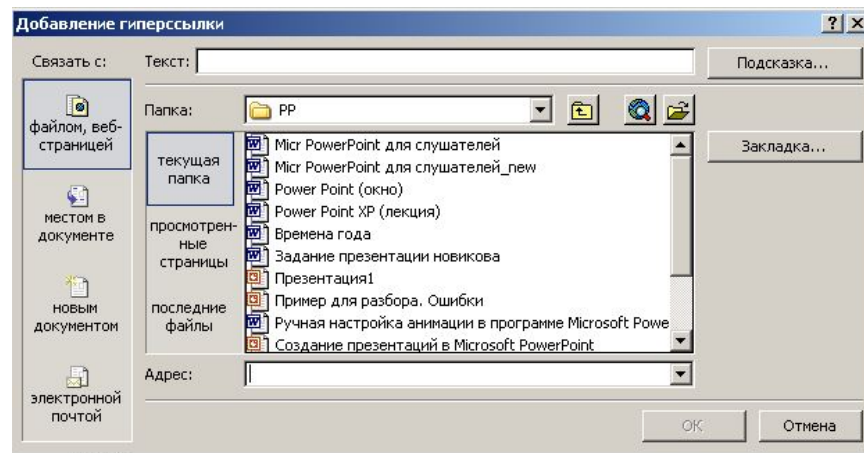 Добавление гиперссылки
Связать с:
Текст:
Подсказка...
файлом, веб-
страницей
Папка:
PP
Закладка...
местом в
документе
новым
документом
электронной
почтой
текущая
папка
просмотрен-
ные
страницы
последние
файлы
Micr PowerPoint для слушателей
Micr PowerPoint для слушателей_new
Power Point (окно)
Power Point XP (лекция)
Времена года
Задание презентации новикова
Презентация1
Пример для разбора. Ошибки
Ручная настройка анимации в программе Microsoft Powe
Создание презентаций в Microsoft PowerPoint
Адрес:
ОК
Отмена